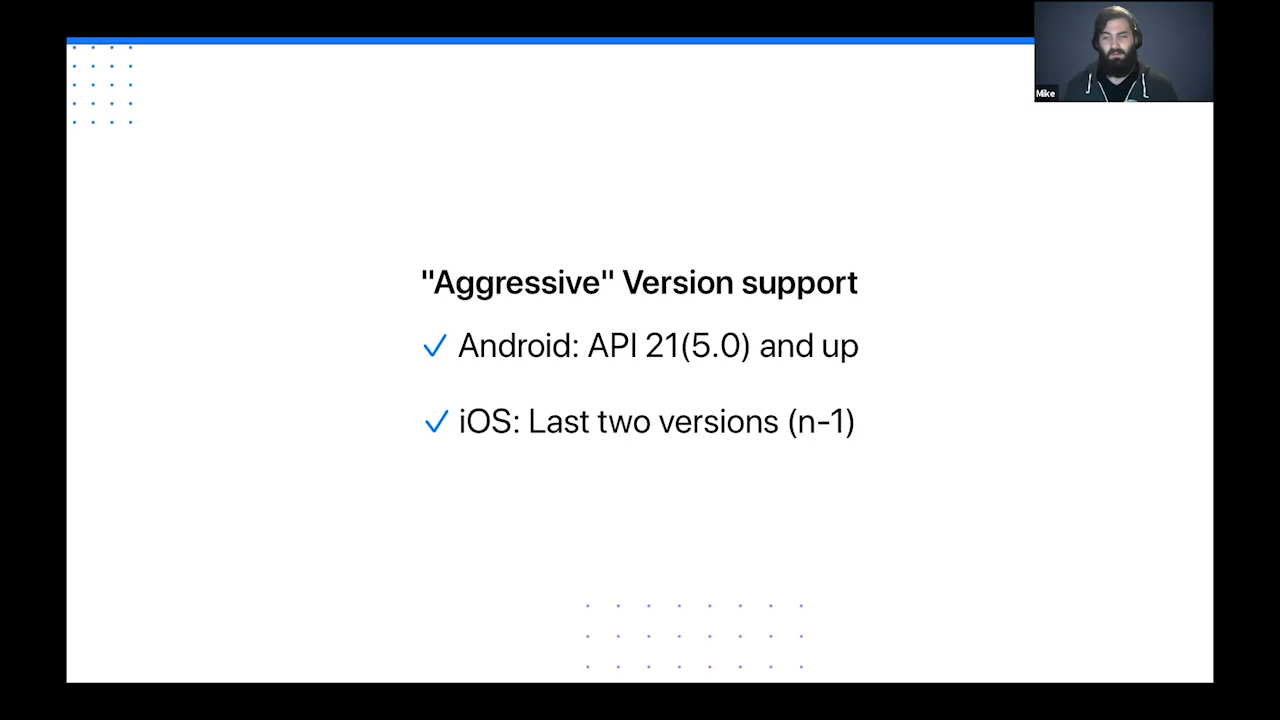 Mike
"Aggressive" Version support
Android: API 21(5.0) and up
iOS: Last two versions (n-1)